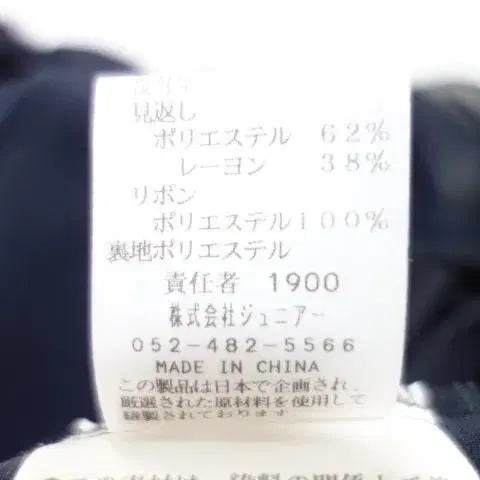 見返し
ポリエステル 62%
レーヨン 38%
リボン
ポリエステル100%
裏地ポリエステル
責任者 1900
株式会社ジュニアー
052-482-5566
MADE IN CHINA
この製品は日本で企画され、
厳選された原材料を使用して
縫製されております。